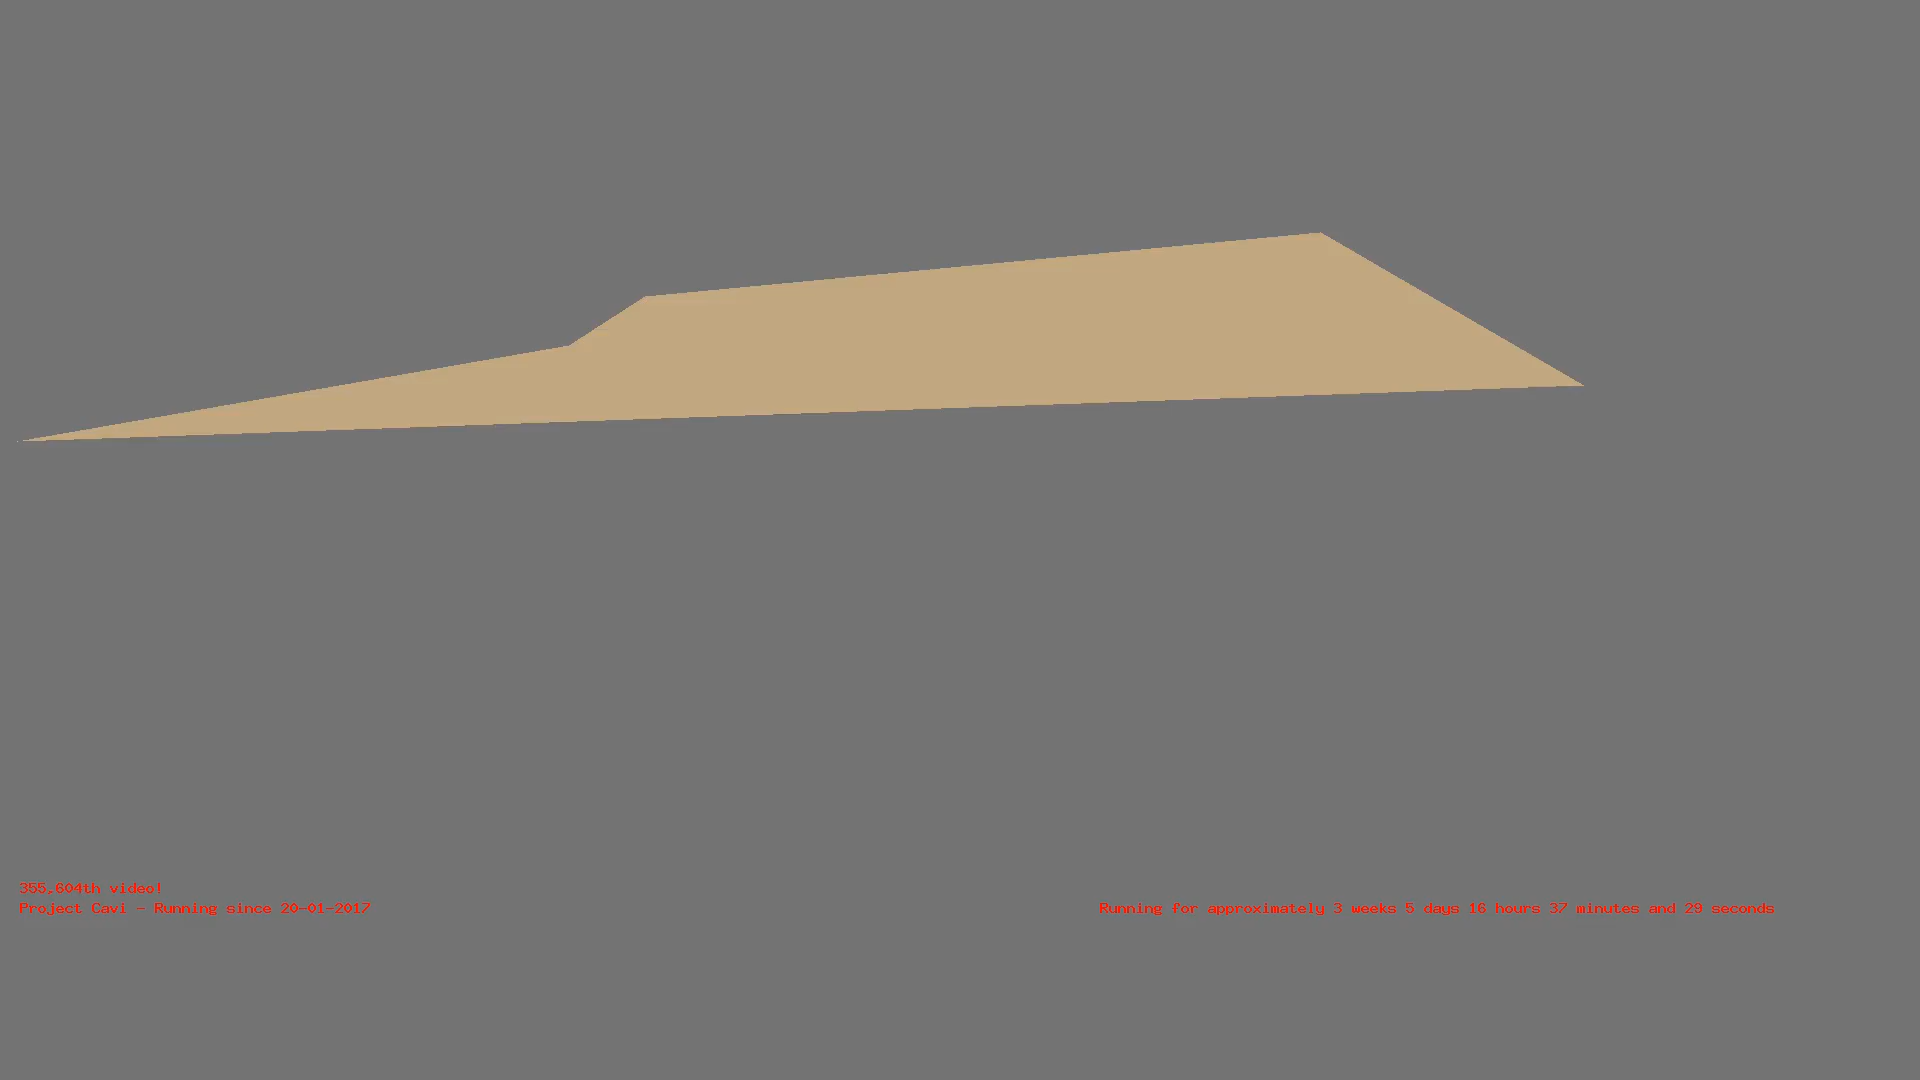 355,604th video!
Project Cavi - Running since 20-01-2017
Running for approximately 3 weeks 5 days 16 hours 37 minutes and 29 seconds